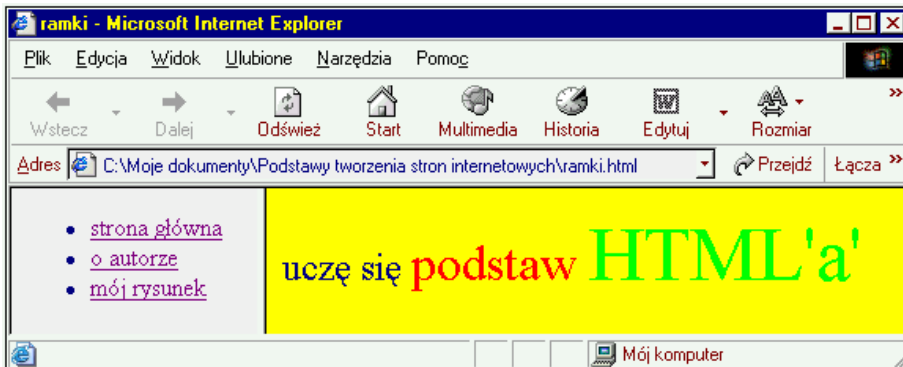 ramki - Microsoft Internet Explorer
Plik Edycja Widok Ulubione Narzędzia Pomoc
Wstecz Dalej Odśwież Start Multimedia Historia Edytuj Rozmiar »
Adres C:\Moje dokumenty\Podstawy tworzenia stron internetowych\ramki.html Przejdź Łącza »
strona główna
o autorze
mój rysunek
uczę się podstaw HTML'a'
Mój komputer